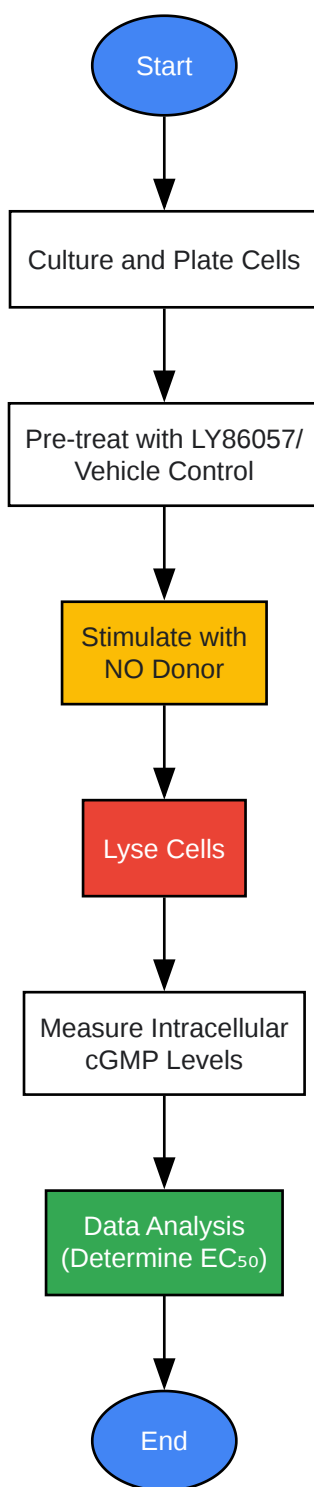 Start
Culture and Plate Cells
Pre-treat with LY86057/
Vehicle Control
Stimulate with
NO Donor
Lyse Cells
Measure Intracellular
cGMP Levels
Data Analysis
(Determine EC₅₀)
End